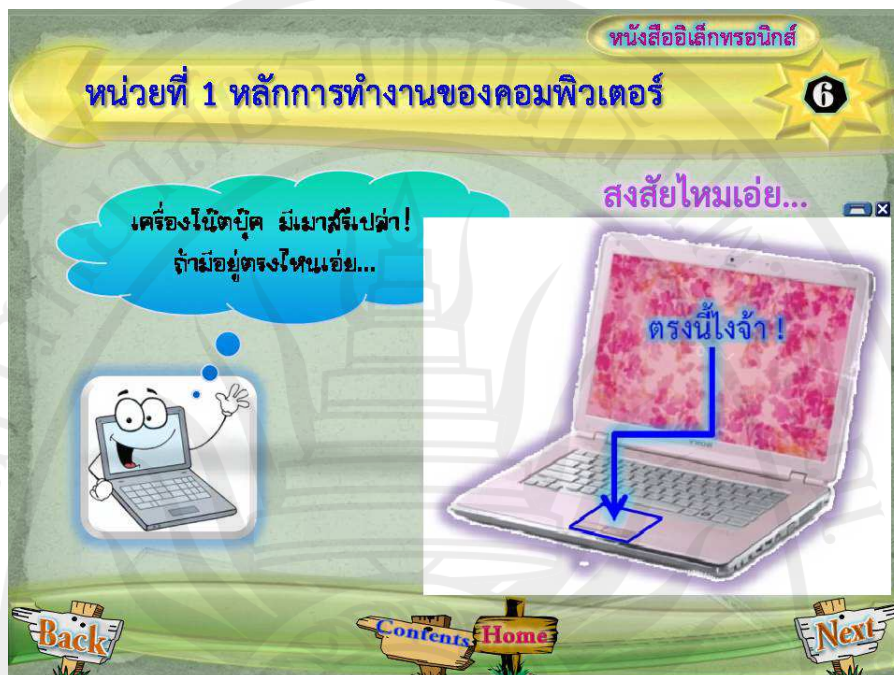 หนังสืออิเล็กทรอนิกส์
หน่วยที่ 1 หลักการทำงานของคอมพิวเตอร์
6
เครื่องโน๊ตบุ๊ค มีเมาส์รึเปล่า!
ถ้ามีอยู่ตรงไหนเอ่ย...
สงสัยไหมเอ่ย...
ตรงนี้ไงจ้า !
Back
Contents
Home
Next